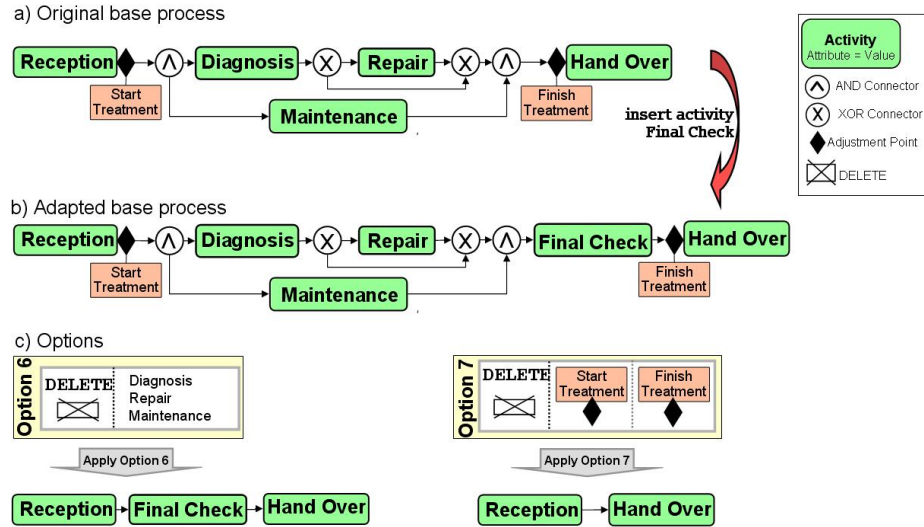 a) Original base process
Reception
Diagnosis
Repair
Hand Over
Start
Treatment
Maintenance
Finish
Treatment
insert activity
Final Check
Activity
Attribute = Value
AND Connector
XOR Connector
Adjustment Point
DELETE
b) Adapted base process
Reception
Diagnosis
Repair
Final Check
Hand Over
Start
Treatment
Maintenance
Finish
Treatment
c) Options
Option 6
DELETE
Diagnosis
Repair
Maintenance
Apply Option 6
Reception
Final Check
Hand Over
Option 7
DELETE
Start
Treatment
Finish
Treatment
Apply Option 7
Reception
Hand Over